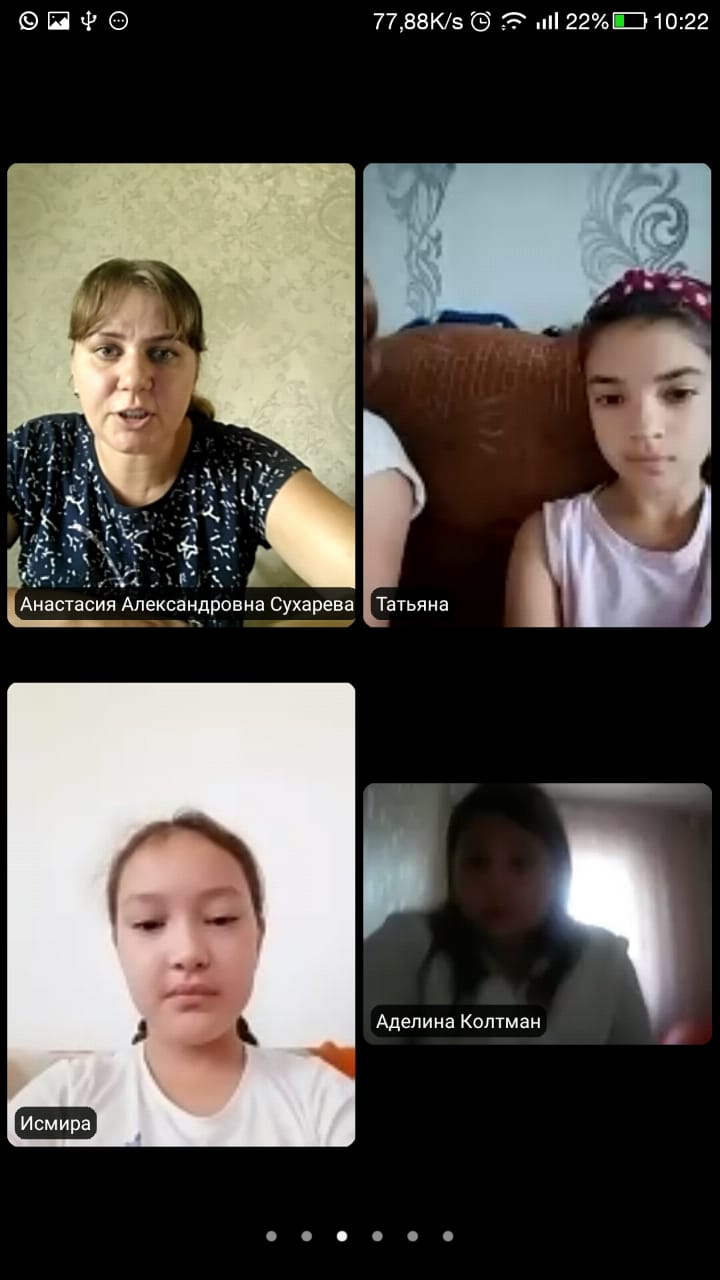 77,88K/s 22% 10:22
Анастасия Александровна Сухарева
Татьяна
Исмира
Аделина Колтман